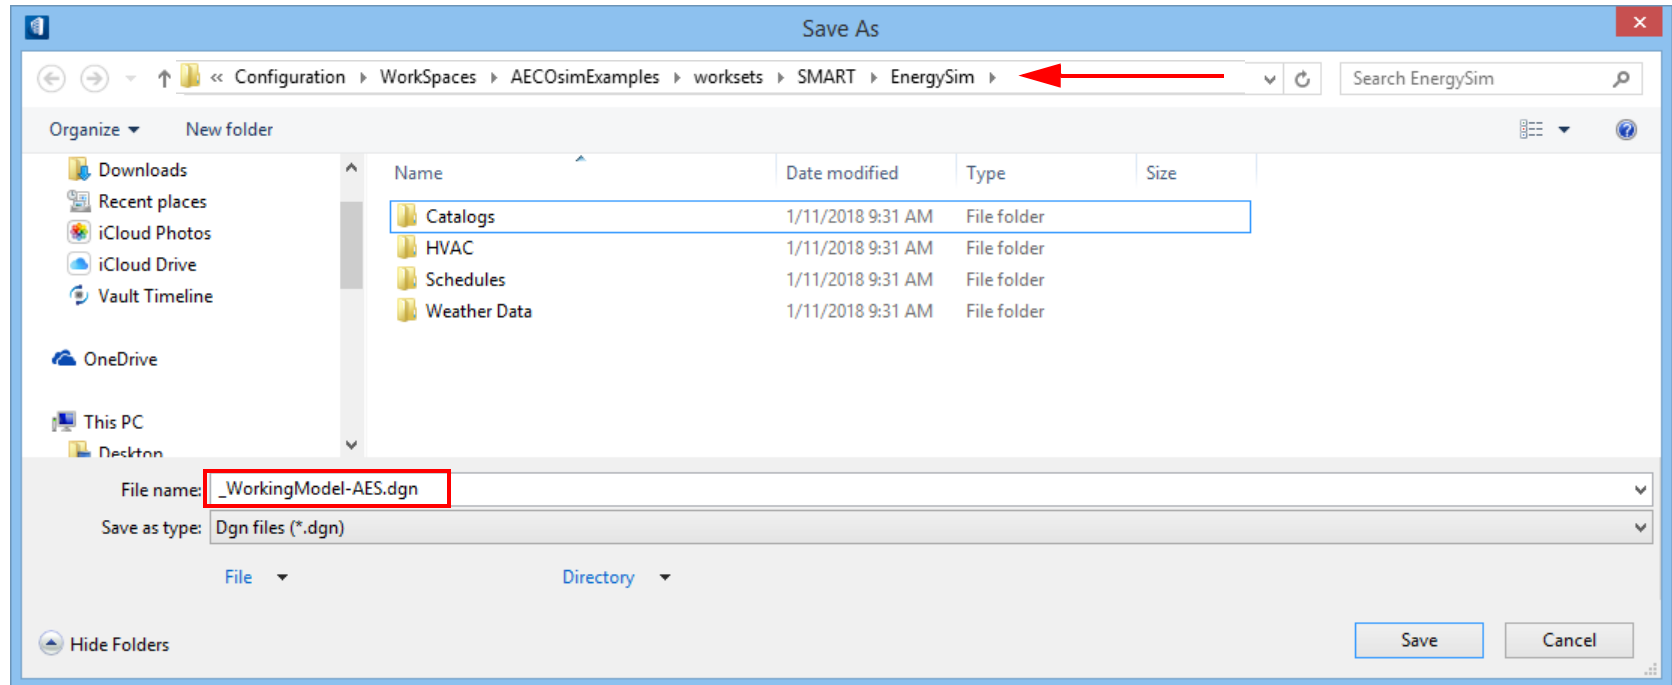 Save As
« Configuration WorkSpaces AECOsimExamples worksets SMART EnergySim
Search EnergySim
Organize New folder
Name Date modified Type Size
Downloads
Recent places
iCloud Photos
iCloud Drive
Vault Timeline
OneDrive
This PC
Desktop
Catalogs 1/11/2018 9:31 AM File folder
HVAC 1/11/2018 9:31 AM File folder
Schedules 1/11/2018 9:31 AM File folder
Weather Data 1/11/2018 9:31 AM File folder
File name: _WorkingModel-AES.dgn
Save as type: Dgn files (*.dgn)
File Directory
Hide Folders
Save Cancel